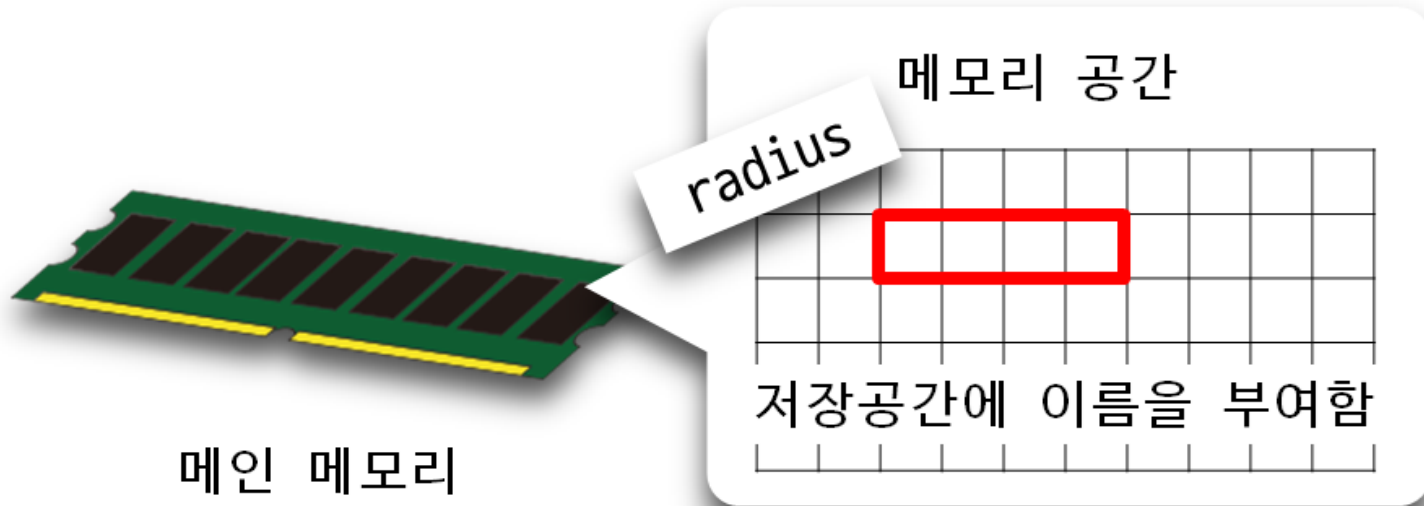 메모리 공간
radius
저장공간에 이름을 부여함
메인 메모리